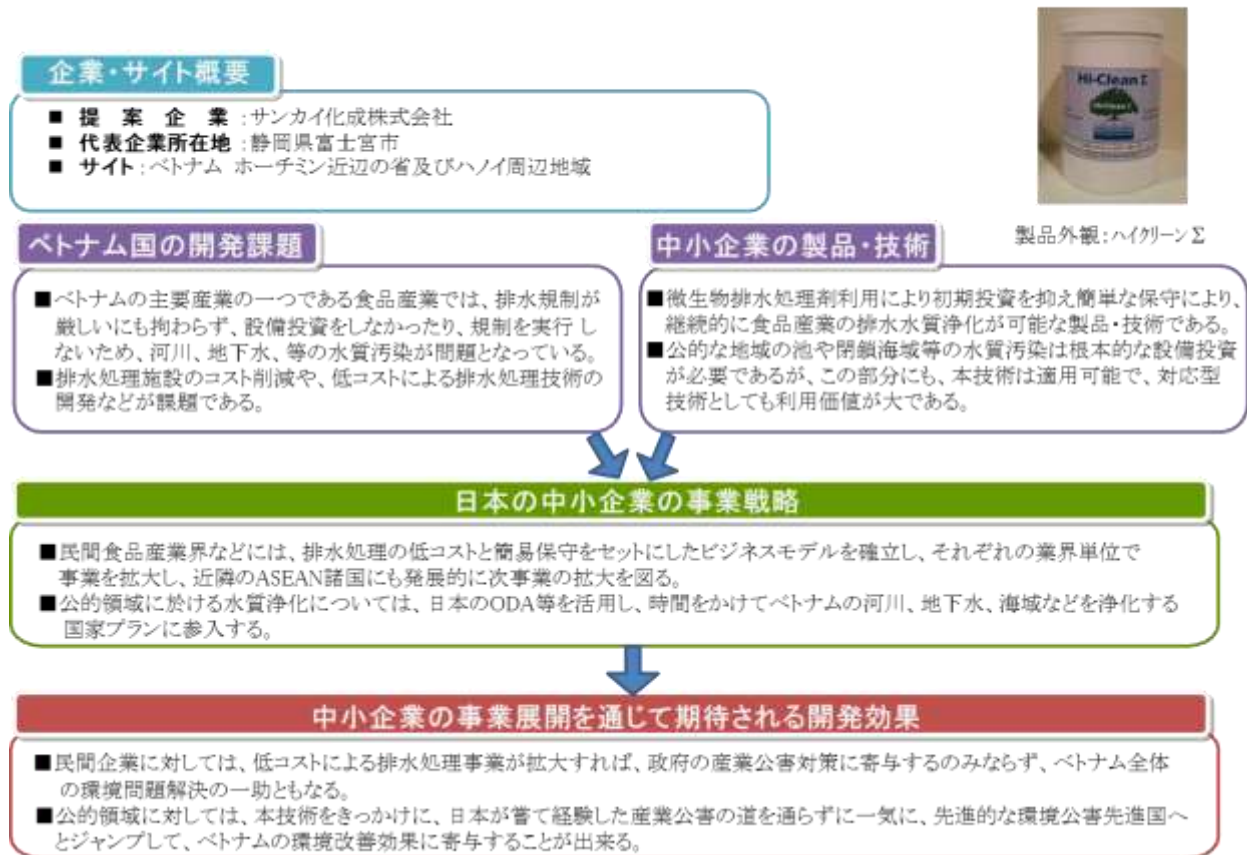 企業・サイト概要
■ 提 案 企 業 :サンカイ化成株式会社
■ 代表企業所在地 :静岡県富士宮市
■ サイト:ベトナム ホーチミン近辺の省及びハノイ周辺地域
Hi-Clean Σ
製品外観:ハイクリーンΣ
ベトナム国の開発課題
■ベトナムの主要産業の一つである食品産業では、排水規制が
厳しいにも拘わらず、設備投資をしなかったり、規制を実行 し
ないため、河川、地下水、等の水質汚染が問題となっている。
■排水処理施設のコスト削減や、低コストによる排水処理技術の
開発などが課題である。
中小企業の製品・技術
■微生物排水処理剤利用により初期投資を抑え簡単な保守により、
継続的に食品産業の排水水質浄化が可能な製品・技術である。
■公的な地域の池や閉鎖海域等の水質汚染は根本的な設備投資
が必要であるが、この部分にも、本技術は適用可能で、対応型
技術としても利用価値が大である。
日本の中小企業の事業戦略
■民間食品産業界などには、排水処理の低コストと簡易保守をセットにしたビジネスモデルを確立し、それぞれの業界単位で
事業を拡大し、近隣のASEAN諸国にも発展的に次事業の拡大を図る。
■公的領域に於ける水質浄化については、日本のODA等を活用し、時間をかけてベトナムの河川、地下水、海域などを浄化する
国家プランに参入する。
中小企業の事業展開を通じて期待される開発効果
■民間企業に対しては、低コストによる排水処理事業が拡大すれば、政府の産業公害対策に寄与するのみならず、ベトナム全体
の環境問題解決の一助ともなる。
■公的領域に対しては、本技術をきっかけに、日本が嘗て経験した産業公害の道を通らずに一気に、先進的な環境公害先進国へ
とジャンプして、ベトナムの環境改善効果に寄与することが出来る。